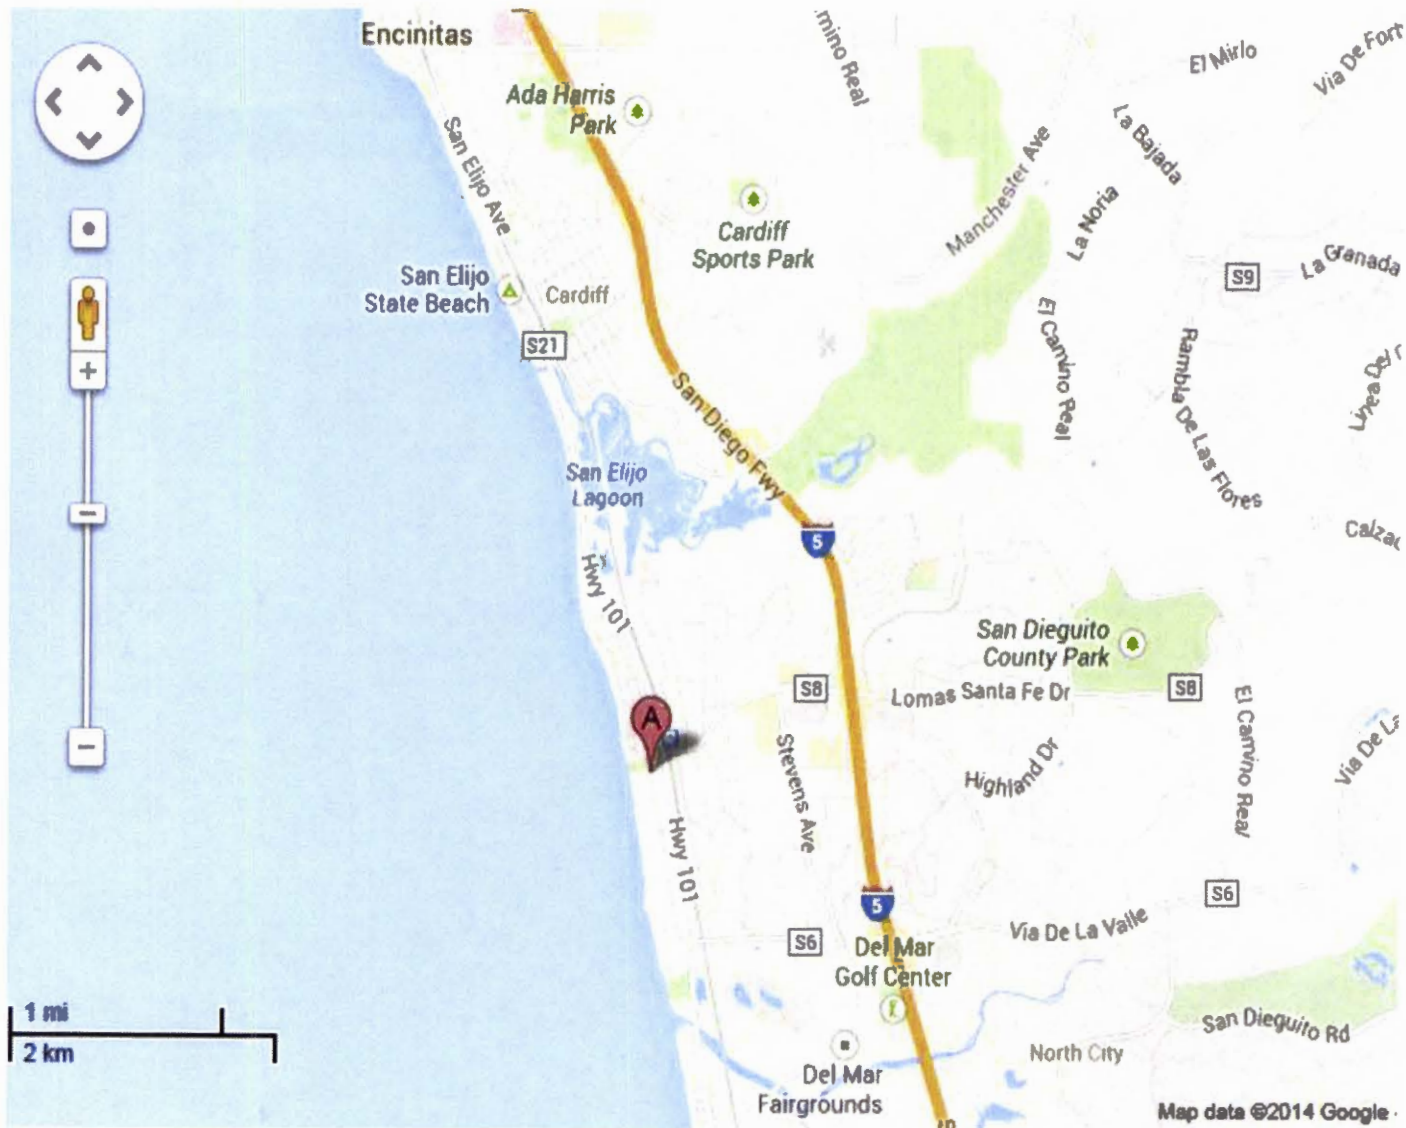 Encinitas
mino Real
El Mirlo
Via De Fort
Ada Harris
Park
La Bajada
San Elijo Ave
Manchester Ave
La Noria
Cardiff
Sports Park
S9
La Granada
San Elijo
State Beach
Cardiff
S21
El Camino Real
Rambla De Las Flores
Linea Del
San Diego Fwy
San Elijo
Lagoon
5
Calzad
Hwy 101
San Dieguito
County Park
S8
Lomas Santa Fe Dr
S8
El Camino Real
A
Stevens Ave
Highland Dr
Via De La
Hwy 101
5
S6
S6
Via De La Valle
Del Mar
Golf Center
1 mi
2 km
San Dieguito Rd
North City
Del Mar
Fairgrounds
Map data ©2014 Google